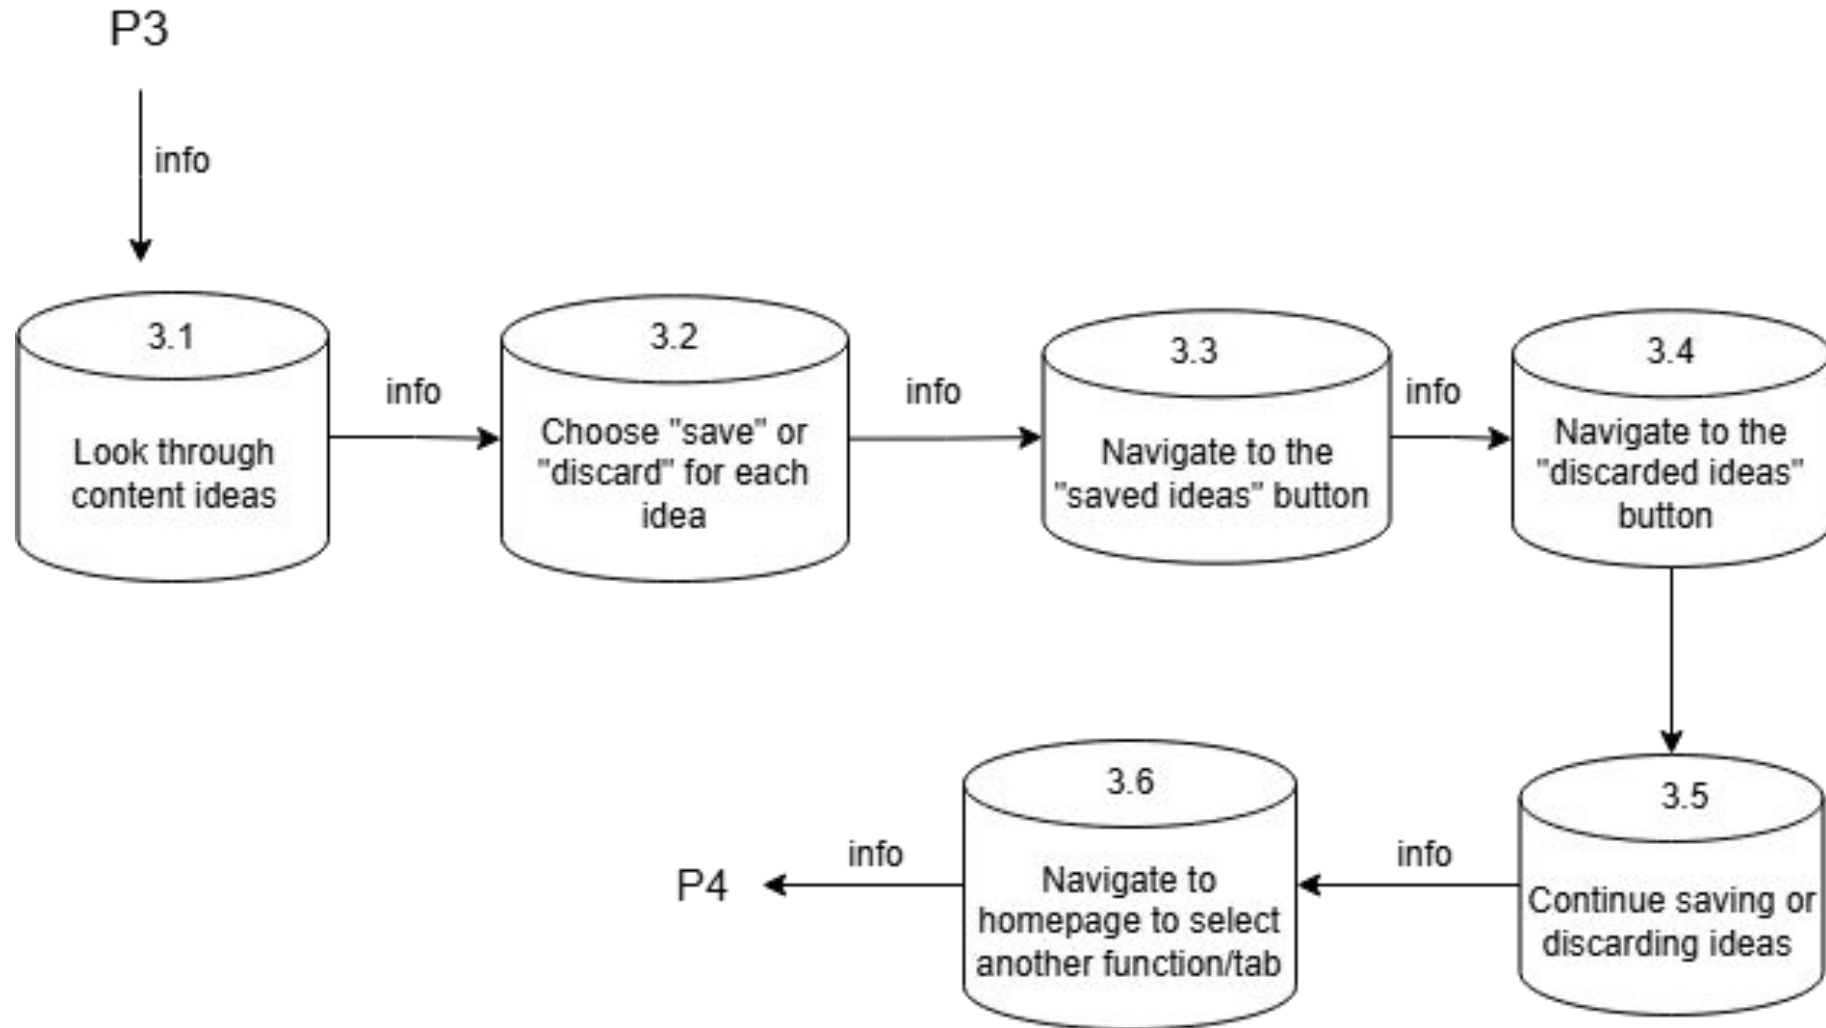 P3
info
3.1
Look through
content ideas
info
3.2
Choose "save" or
"discard" for each
idea
info
3.3
Navigate to the
"saved ideas" button
info
3.4
Navigate to the
"discarded ideas"
button
3.5
Continue saving or
discarding ideas
info
3.6
Navigate to
homepage to select
another function/tab
info
P4